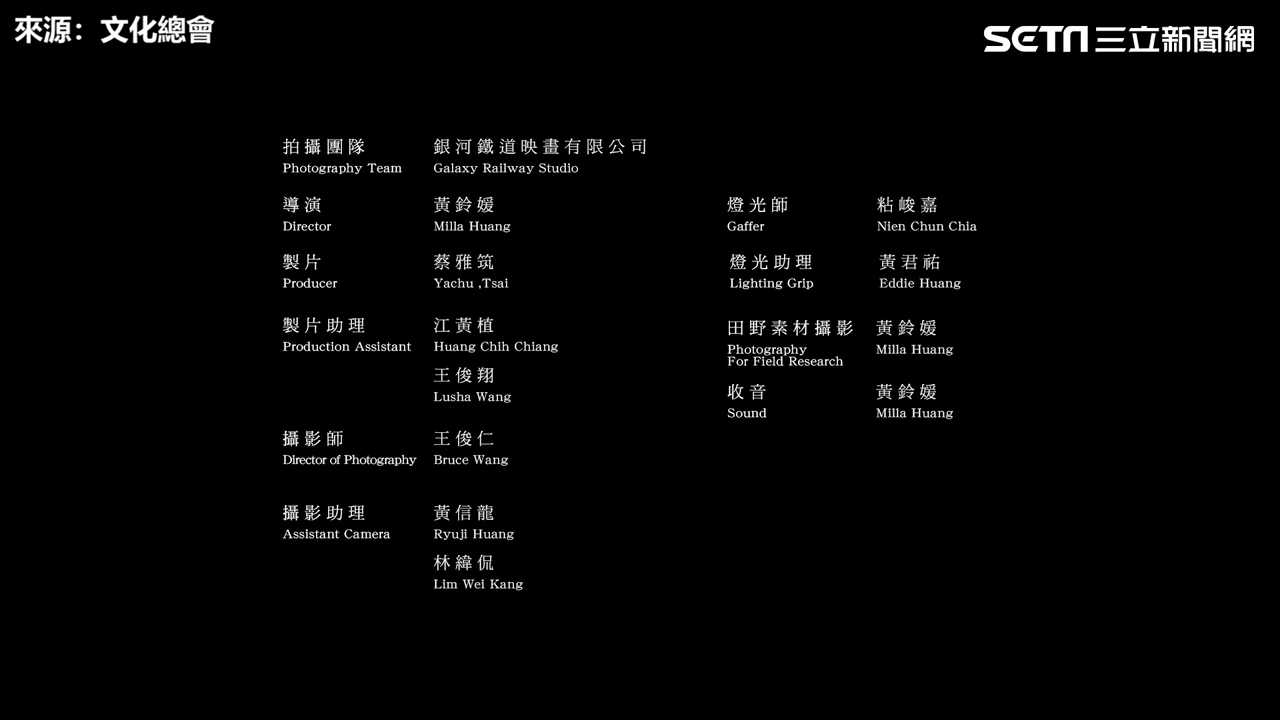 來源：文化總會
SETN三立新聞網
拍攝團隊 銀河鐵道映畫有限公司
Photography Team Galaxy Railway Studio
導演 黃鈴媛
Director Milla Huang
製片 蔡雅筑
Producer Yachu ,Tsai
製片助理 江黃植
Production Assistant Huang Chih Chiang
王俊翔
Lusha Wang
攝影師 王俊仁
Director of Photography Bruce Wang
攝影助理 黃信龍
Assistant Camera Ryuji Huang
林緯侃
Lim Wei Kang
燈光師 粘峻嘉
Gaffer Nien Chun Chia
燈光助理 黃君祐
Lighting Grip Eddie Huang
田野素材攝影 黃鈴媛
Photography Milla Huang
For Field Research
收音 黃鈴媛
Sound Milla Huang